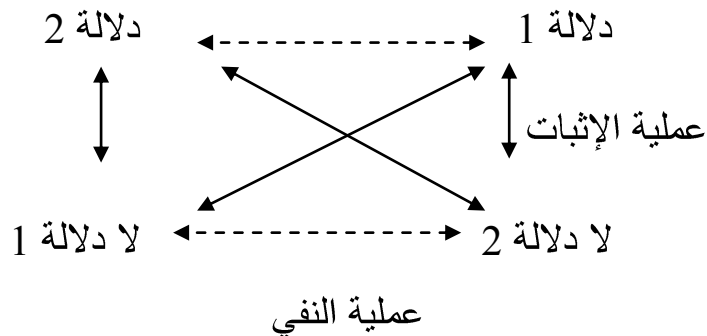 دلالة 1
دلالة 2
عملية الإثبات
لا دلالة 2
لا دلالة 1
عملية النفي